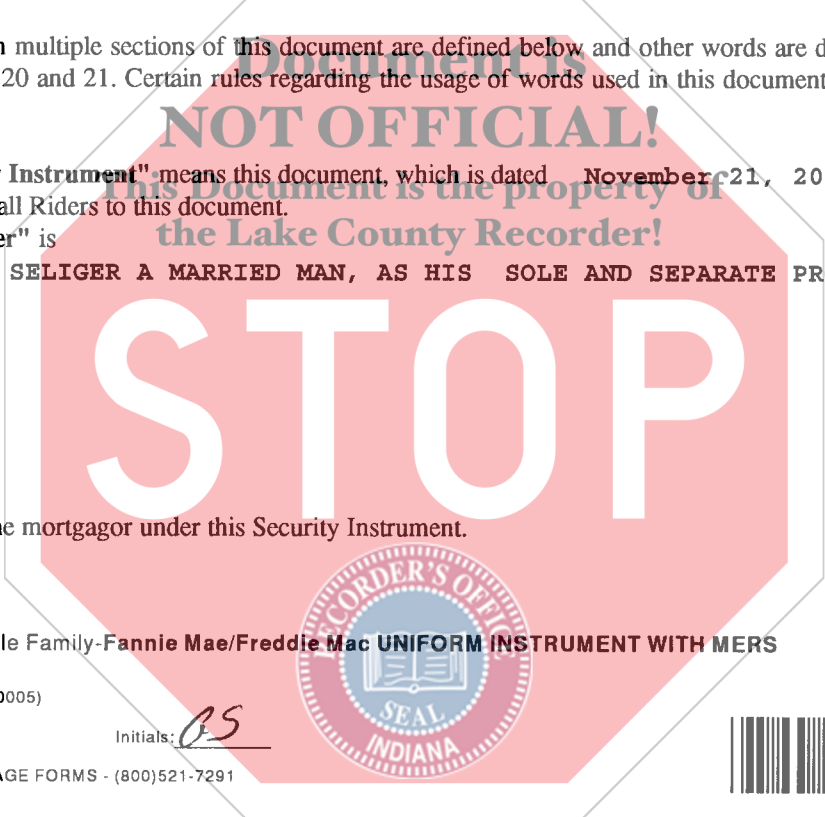 multiple sections of this document are defined below and other words are d
Document is
20 and 21. Certain rules regarding the usage of words used in this document
NOT OFFICIAL!
Instrument" means this document, which is dated November 21, 20
This Document is the property of
all Riders to this document.
er" is
the Lake County Recorder!
SELIGER A MARRIED MAN, AS HIS SOLE AND SEPARATE PR
STOP
e mortgagor under this Security Instrument.
RECORDER'S OFFIC
le Family-Fannie Mae/Freddie Mac UNIFORM INSTRUMENT WITH MERS
0005)
SEAL
Initials:
INDIANA
AGE FORMS - (800)521-7291